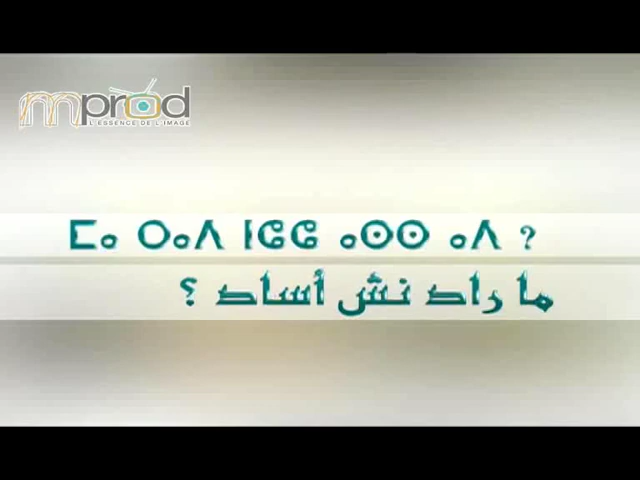 mprod
L'ESSENCE DE L'IMAGE
ⵎⴰ ⵔⴰⴷ ⵏⵛⵛ ⴰⵙⵙ ⴰⴷ ?
ما راد نش أساد ؟